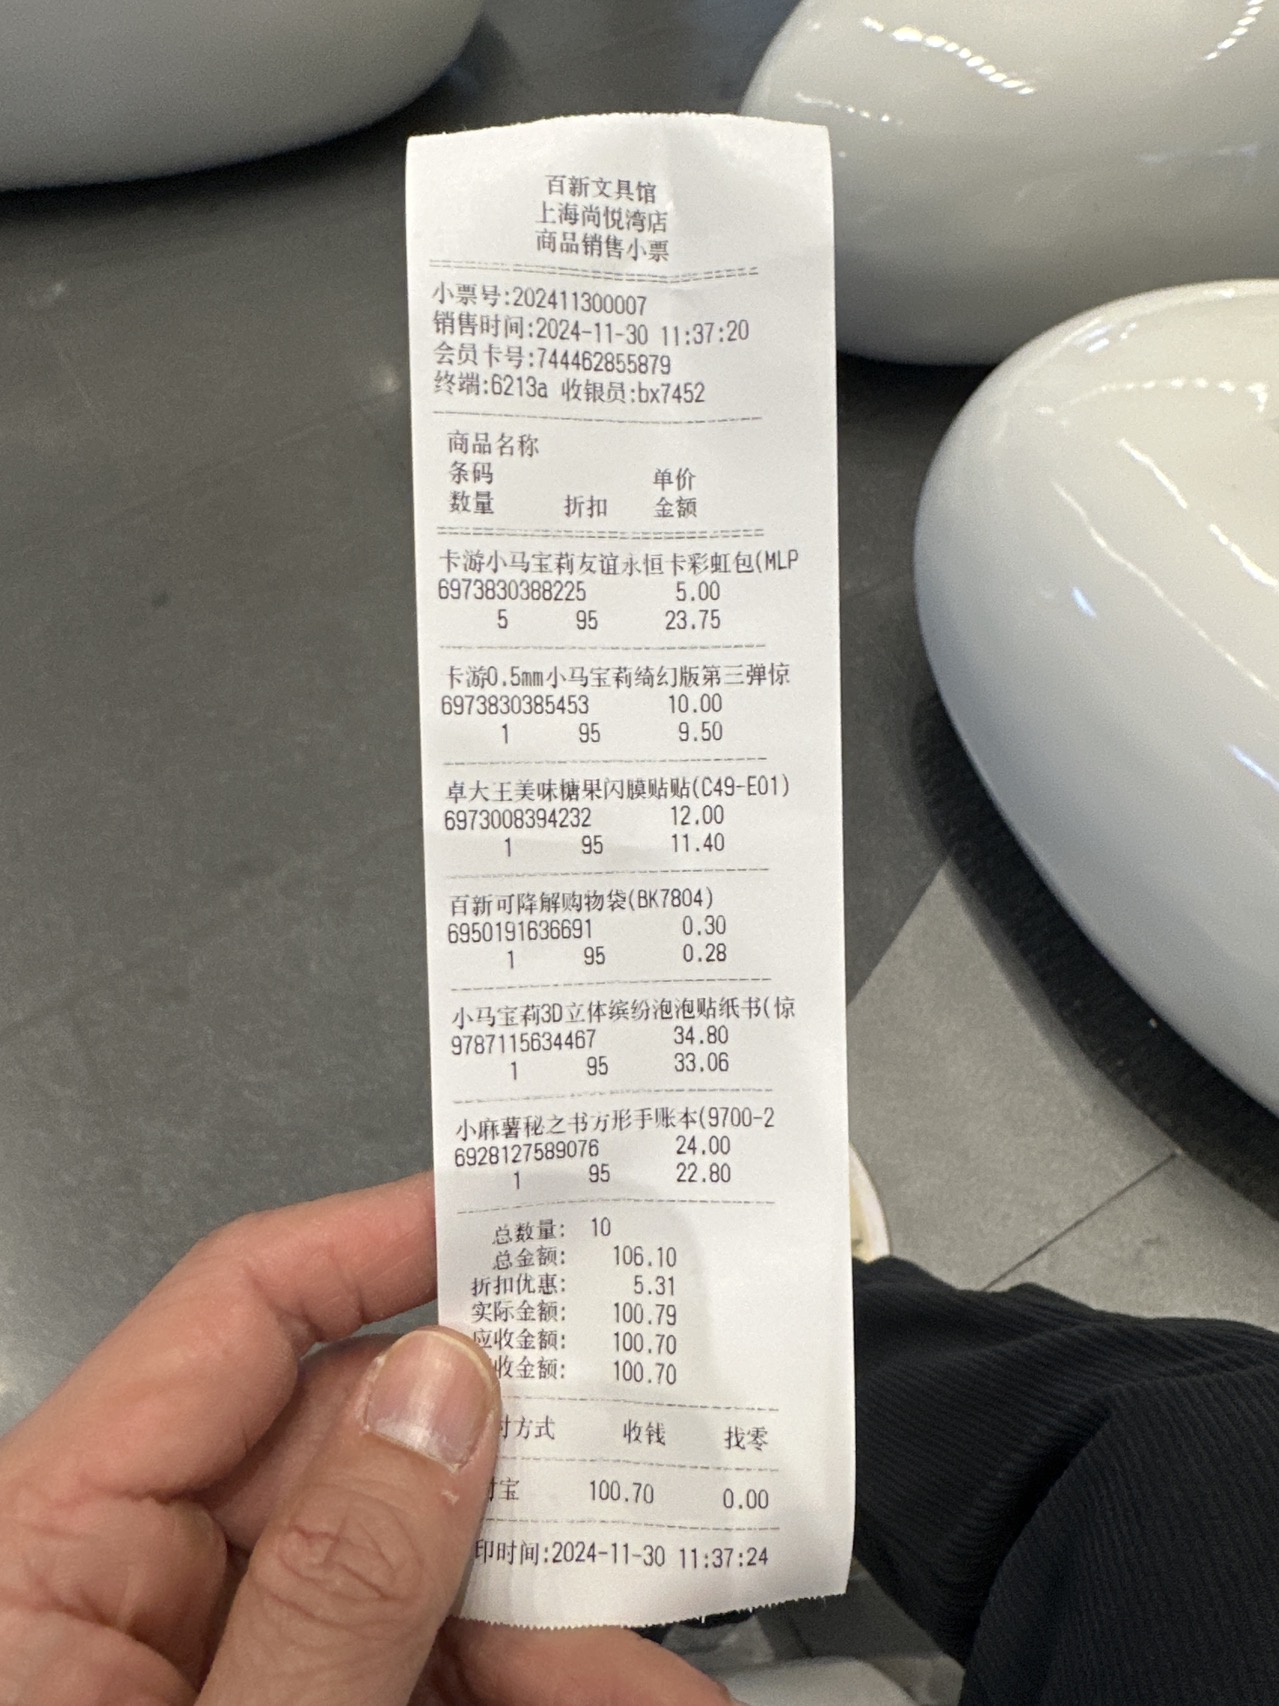 百新文具馆
上海尚悦湾店
商品销售小票
小票号:202411300007
销售时间:2024-11-30 11:37:20
会员卡号:744462855879
终端:6213a 收银员:bx7452
商品名称
条码 单价
数量 折扣 金额
卡游小马宝莉友谊永恒卡彩虹包(MLP
6973830388225 5.00
5 95 23.75
卡游0.5mm小马宝莉绮幻版第三弹惊
6973830385453 10.00
1 95 9.50
卓大王美味糖果闪膜贴贴(C49-E01)
6973008394232 12.00
1 95 11.40
百新可降解购物袋(BK7804)
6950191636691 0.30
1 95 0.28
小马宝莉3D立体缤纷泡泡贴纸书(惊
9787115634467 34.80
1 95 33.06
小麻薯秘之书方形手账本(9700-2
6928127589076 24.00
1 95 22.80
总数量: 10
总金额: 106.10
折扣优惠: 5.31
实际金额: 100.79
应收金额: 100.70
收金额: 100.70
付方式 收钱 找零
付宝 100.70 0.00
印时间:2024-11-30 11:37:24